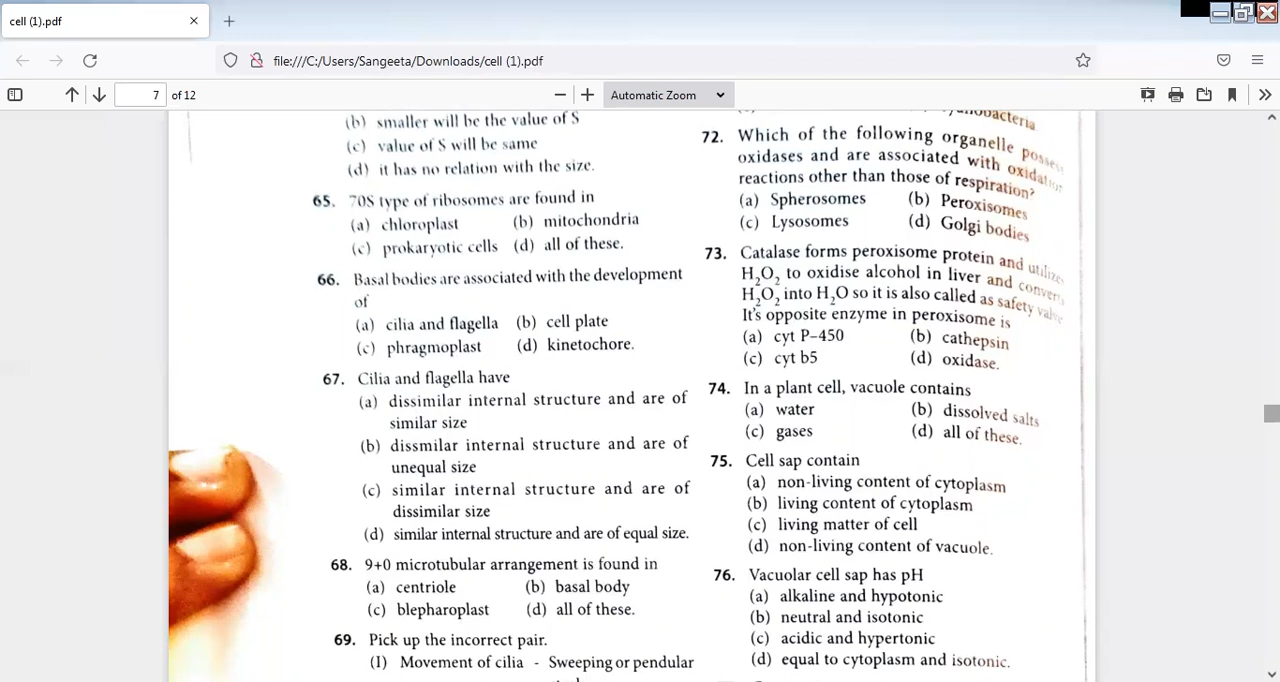 cell (1).pdf
file:///C:/Users/Sangeeta/Downloads/cell (1).pdf
7 of 12
Automatic Zoom
(b) smaller will be the value of S
(c) value of S will be same
(d) it has no relation with the size.
65. 70S type of ribosomes are found in
(a) chloroplast (b) mitochondria
(c) prokaryotic cells (d) all of these.
66. Basal bodies are associated with the development
of
(a) cilia and flagella (b) cell plate
(c) phragmoplast (d) kinetochore.
67. Cilia and flagella have
(a) dissimilar internal structure and are of
similar size
(b) dissmilar internal structure and are of
unequal size
(c) similar internal structure and are of
dissimilar size
(d) similar internal structure and are of equal size.
68. 9+0 microtubular arrangement is found in
(a) centriole (b) basal body
(c) blepharoplast (d) all of these.
69. Pick up the incorrect pair.
(I) Movement of cilia - Sweeping or pendular
72. Which of the following organelle
oxidases and are associated with
reactions other than those of respiration?
(a) Spherosomes (b) Peroxisomes
(c) Lysosomes (d) Golgi bodies
73. Catalase forms peroxisome protein and
H₂O₂ to oxidise alcohol in liver and
H₂O₂ into H₂O so it is also called as safety
It's opposite enzyme in peroxisome is
(a) cyt P–450 (b) cathepsin
(c) cyt b5 (d) oxidase.
74. In a plant cell, vacuole contains
(a) water (b) dissolved salts
(c) gases (d) all of these.
75. Cell sap contain
(a) non-living content of cytoplasm
(b) living content of cytoplasm
(c) living matter of cell
(d) non-living content of vacuole.
76. Vacuolar cell sap has pH
(a) alkaline and hypotonic
(b) neutral and isotonic
(c) acidic and hypertonic
(d) equal to cytoplasm and isotonic.